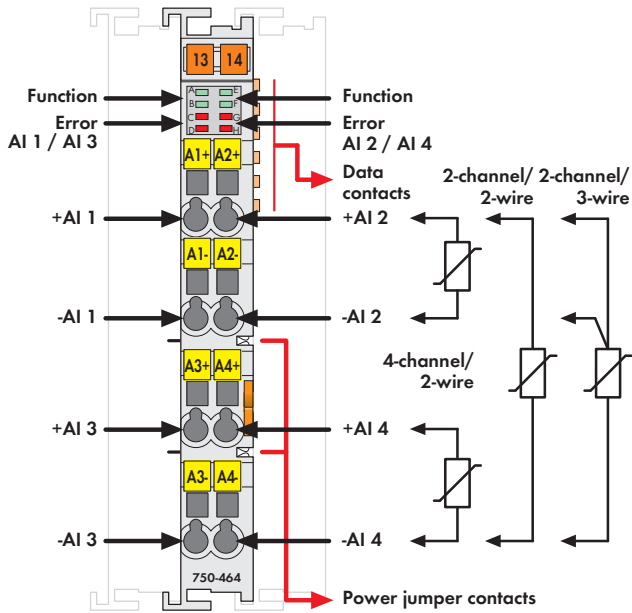 13 14
A E
B F
C G
D H
Function
Error
AI 1 / AI 3
Function
Error
AI 2 / AI 4
Data
contacts
2-channel/
2-wire
2-channel/
3-wire
A1+ A2+
+AI 1
+AI 2
A1- A2-
-AI 1
-AI 2
A3+ A4+
4-channel/
2-wire
+AI 3
+AI 4
A3- A4-
-AI 3
-AI 4
750-464
Power jumper contacts